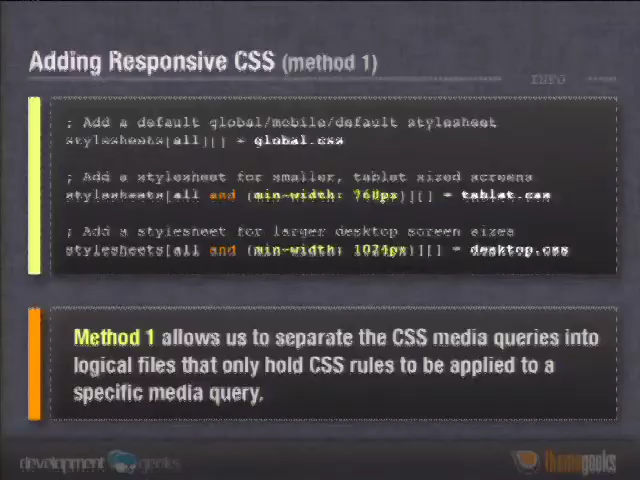 Adding Responsive CSS (method 1)
INFO
; Add a default global/mobile/default stylesheet
stylesheets[all][] = global.css
; Add a stylesheet for smaller, tablet sized screens
stylesheets[all and (min-width: 768px)][] = tablet.css
; Add a stylesheet for larger desktop screen sizes
stylesheets[all and (min-width: 1024px)][] = desktop.css
Method 1 allows us to separate the CSS media queries into
logical files that only hold CSS rules to be applied to a
specific media query.
development geeks
themegeeks